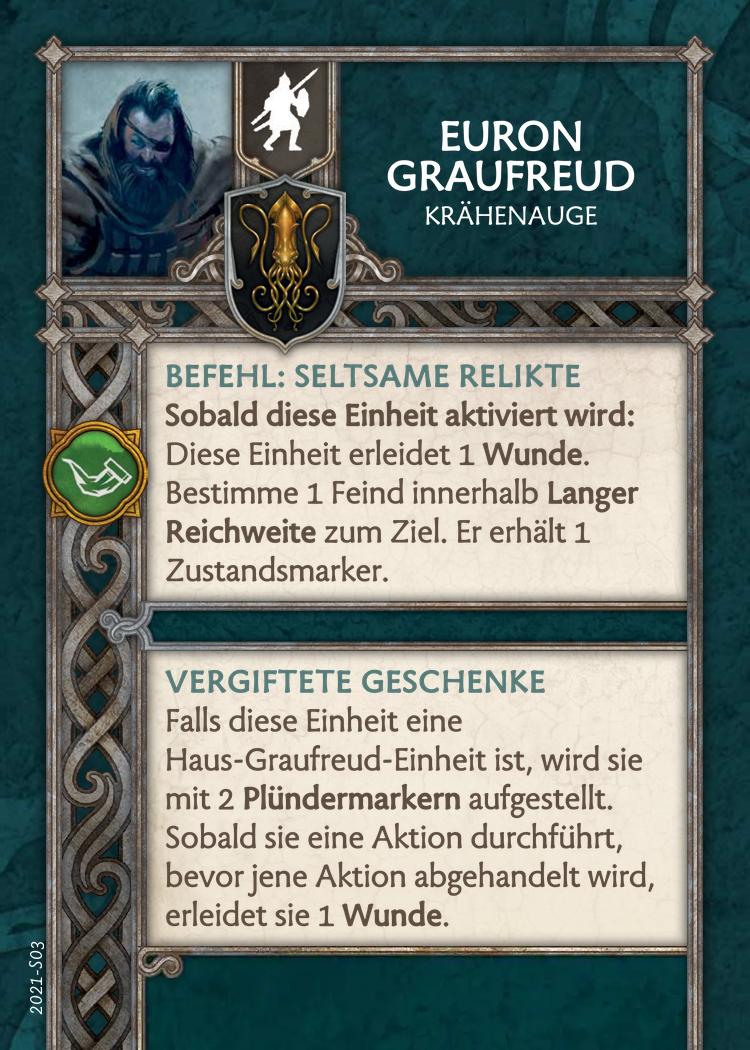 EURON
GRAUFREUD
KRÄHENAUGE
BEFEHL: SELTSAME RELIKTE
Sobald diese Einheit aktiviert wird:
Diese Einheit erleidet 1 Wunde.
Bestimme 1 Feind innerhalb Langer
Reichweite zum Ziel. Er erhält 1
Zustandsmarker.
VERGIFTETE GESCHENKE
Falls diese Einheit eine
Haus-Graufreud-Einheit ist, wird sie
mit 2 Plündermarkern aufgestellt.
Sobald sie eine Aktion durchführt,
bevor jene Aktion abgehandelt wird,
erleidet sie 1 Wunde.
2021-S03